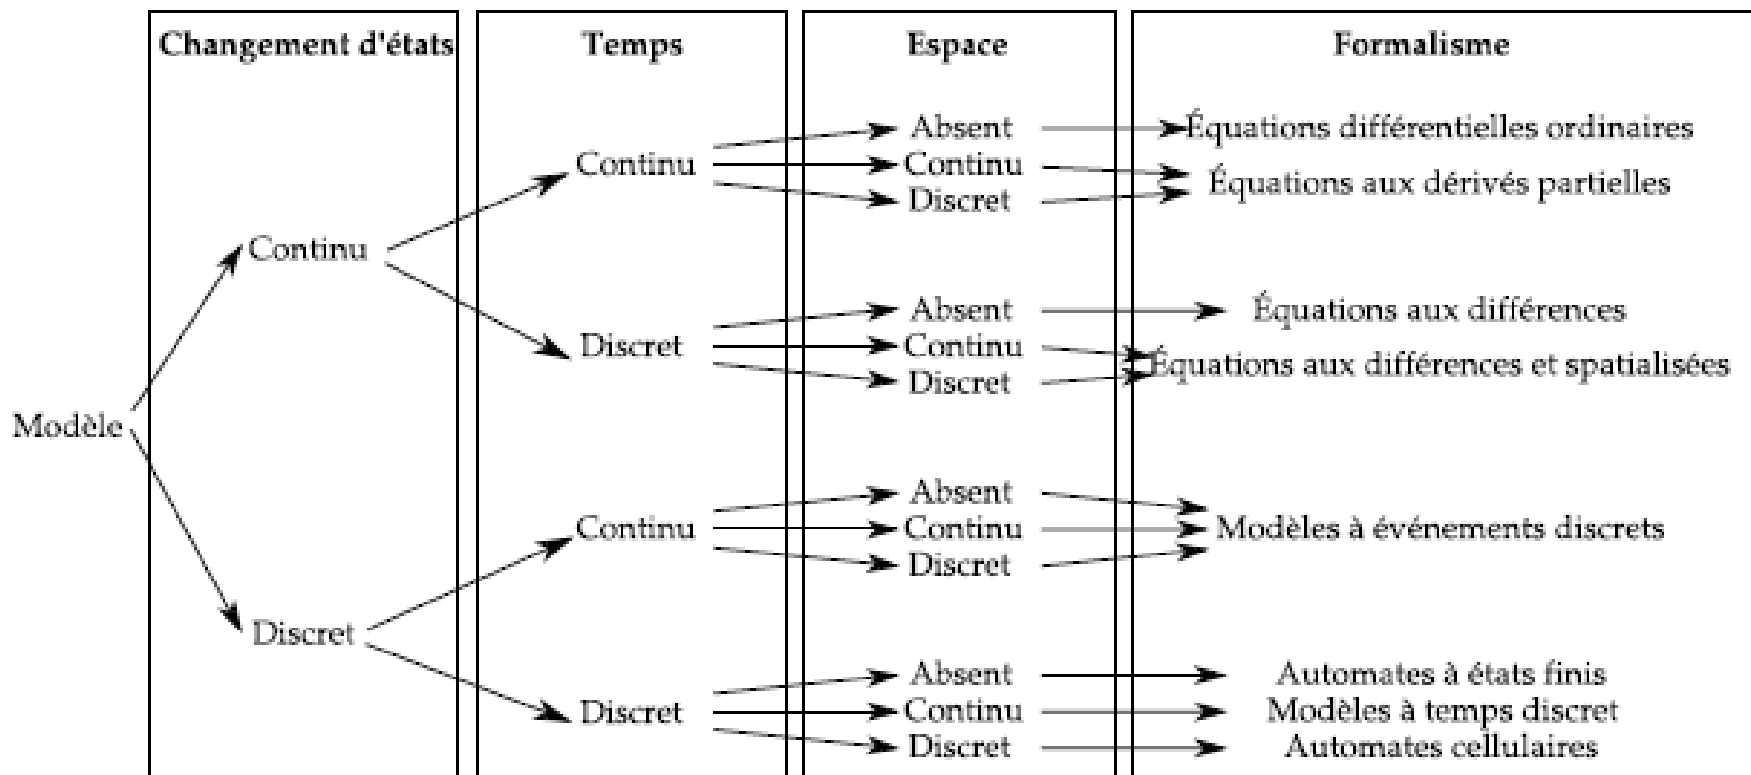 Changement d'états Temps Espace Formalisme
Absent Équations différentielles ordinaires
Continu Continu
Équations aux dérivés partielles
Discret
Continu
Absent Équations aux différences
Discret Continu
Équations aux différences et spatialisées
Discret
Modèle
Absent
Continu Continu Modèles à événements discrets
Discret
Discret
Absent Automates à états finis
Discret Continu Modèles à temps discret
Discret Automates cellulaires